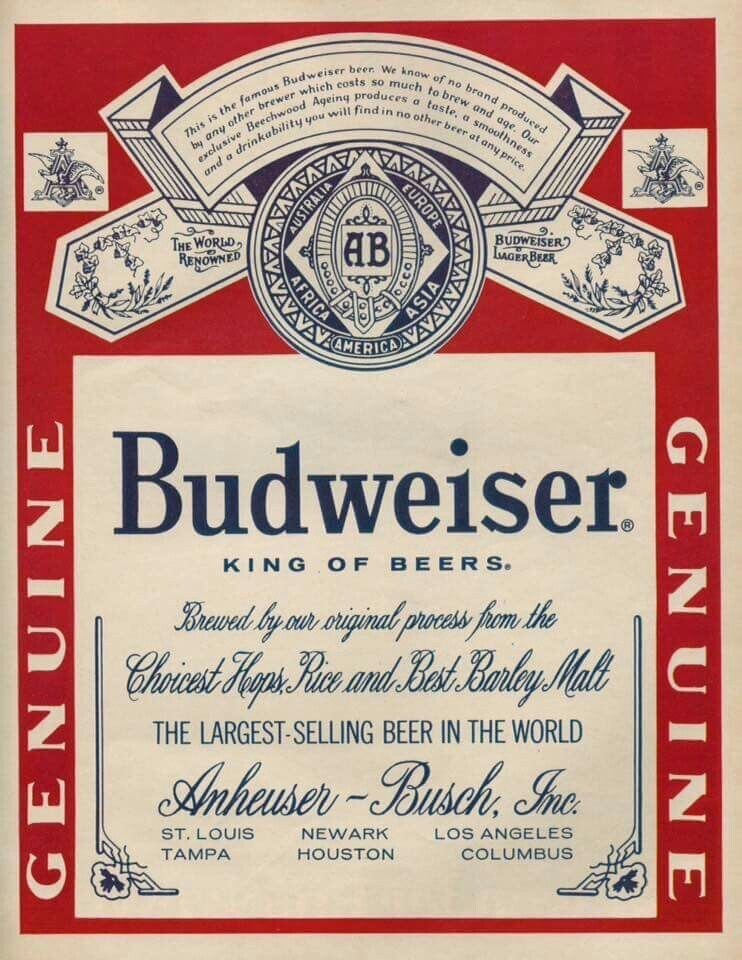 This is the famous Budweiser beer. We know of no brand produced
by any other brewer which costs so much to brew and age. Our
exclusive Beechwood Ageing produces a taste, a smoothness
and a drinkability you will find in no other beer at any price.
THE WORLD
RENOWNED
BUDWEISER
LAGER BEER
AUSTRALIA
EUROPE
AB
AFRICA
ASIA
AMERICA
GENUINE
GENUINE
Budweiser®
KING OF BEERS®
Brewed by our original process from the
Choicest Hops, Rice and Best Barley Malt
THE LARGEST-SELLING BEER IN THE WORLD
Anheuser-Busch, Inc.
ST. LOUIS NEWARK LOS ANGELES
TAMPA HOUSTON COLUMBUS